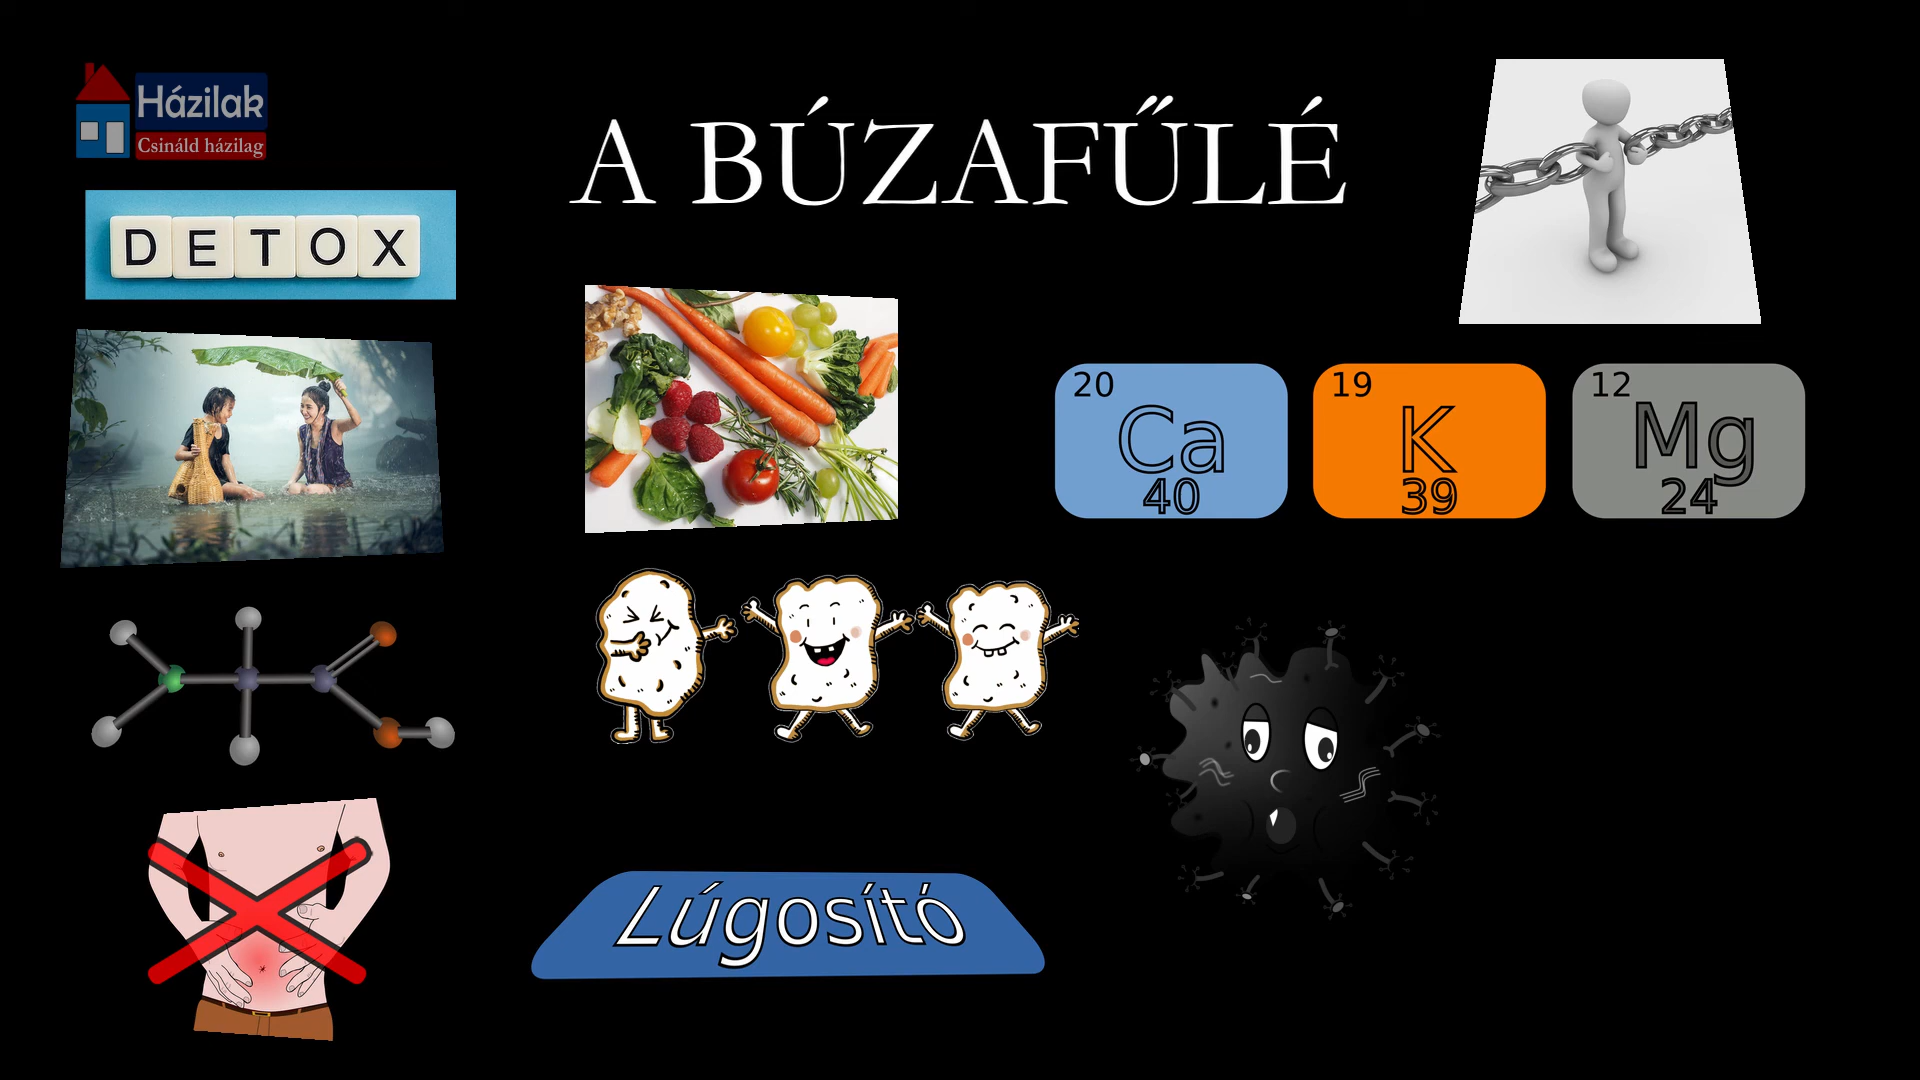 Házilak
Csináld házilag
A BÚZAFŰLÉ
DETOX
20
Ca
40
19
K
39
12
Mg
24
Lúgosító